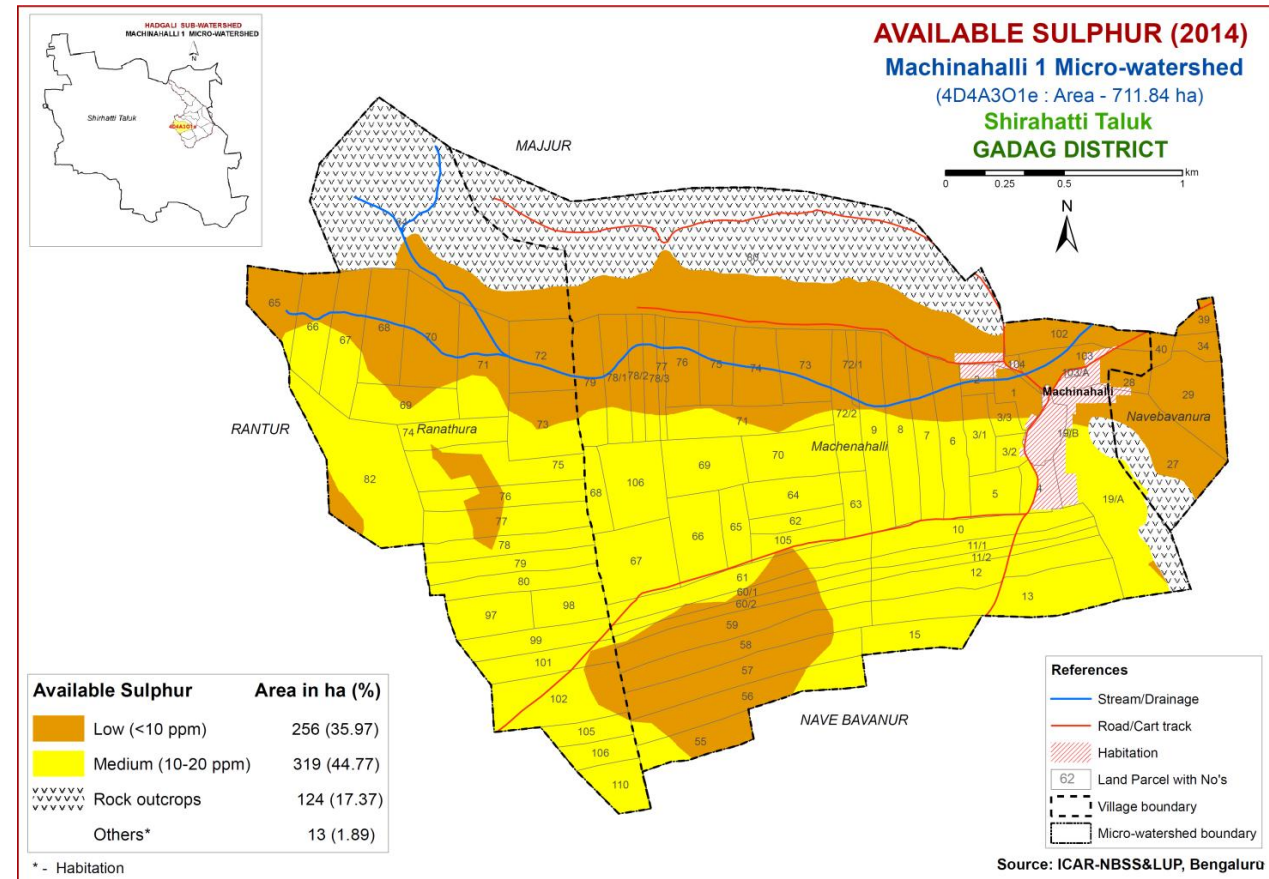 HADGALI SUB-WATERSHED
MACHINAHALLI 1 MICRO-WATERSHED
N
Shirhatti Taluk
4D4A3O1e
AVAILABLE SULPHUR (2014)
Machinahalli 1 Micro-watershed
(4D4A3O1e : Area - 711.84 ha)
Shirahatti Taluk
GADAG DISTRICT
0 0.25 0.5 1 km
N
MAJJUR
80
65 66 67 68 70 71 72
79 78/1 78/2 77 78/3 76 75 74 73 72/1
2 104 1 102 103 103/A 40 39 34
Machinahalli
28 29
Navebavanura
27
RANTUR
69 74
Ranathura
73 71 72/2
Machenahalli
9 8 7 6 3/1 3/3 3/2 19/B
82 75 76 77 78 79 80
68 106 69 70 64 62 65 66 63 105 5 4 19/A
67 10 11/1 11/2 12 13
61 60/1 60/2 59 58 57 56 55 15
97 98 99 101 102 105 106 110
NAVE BAVANUR
Available Sulphur Area in ha (%)
Low (<10 ppm) 256 (35.97)
Medium (10-20 ppm) 319 (44.77)
Rock outcrops 124 (17.37)
Others* 13 (1.89)
* - Habitation
References
Stream/Drainage
Road/Cart track
Habitation
62 Land Parcel with No's
Village boundary
Micro-watershed boundary
Source: ICAR-NBSS&LUP, Bengaluru